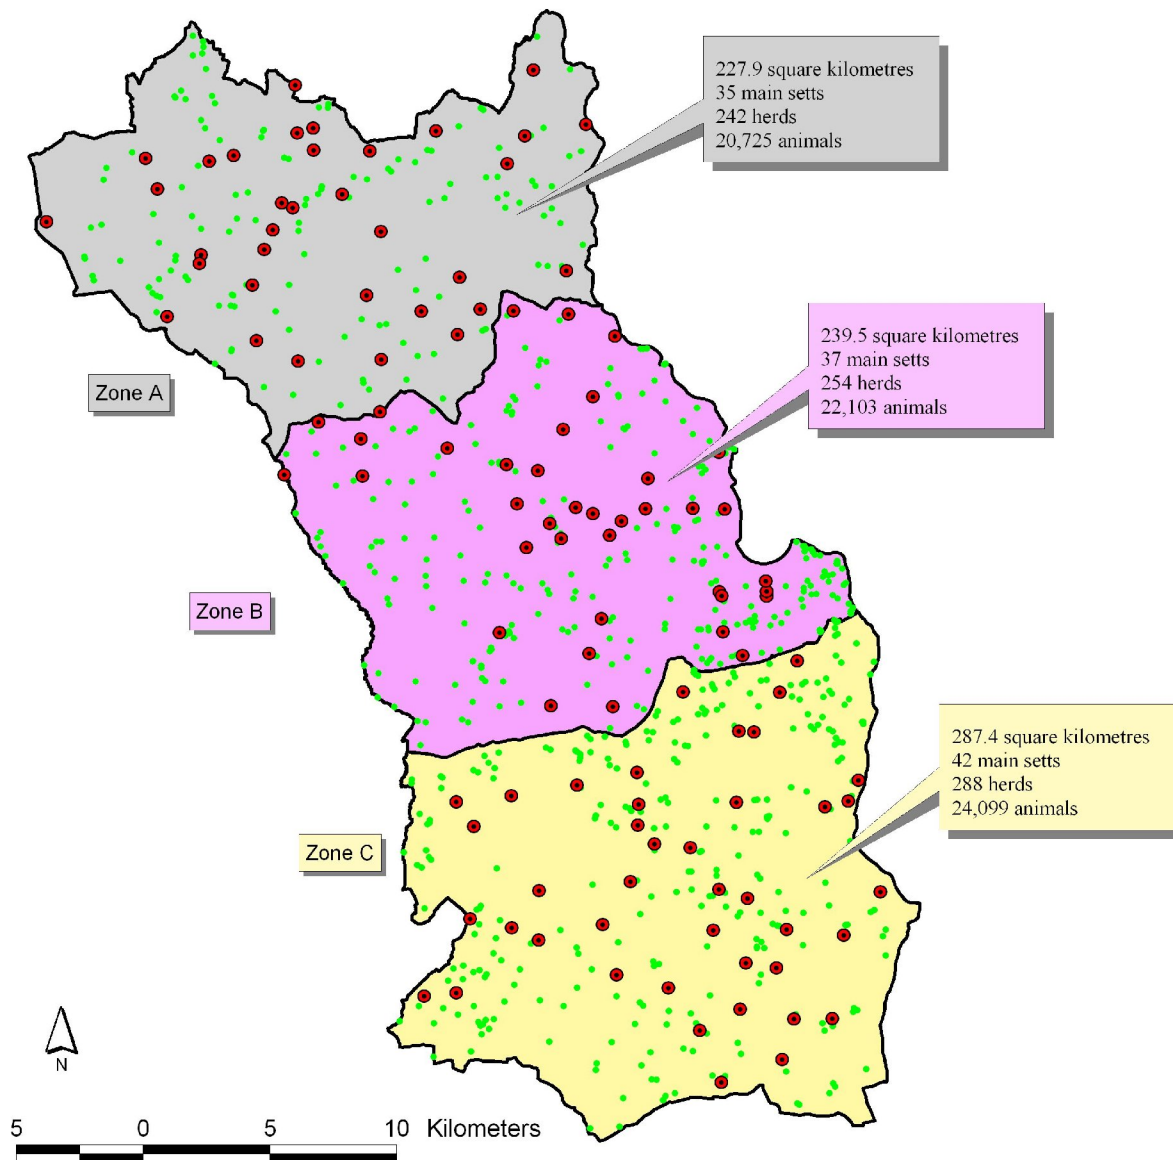 227.9 square kilometres
35 main setts
242 herds
20,725 animals
239.5 square kilometres
37 main setts
254 herds
22,103 animals
Zone A
Zone B
287.4 square kilometres
42 main setts
288 herds
24,099 animals
Zone C
N
5 0 5 10 Kilometers